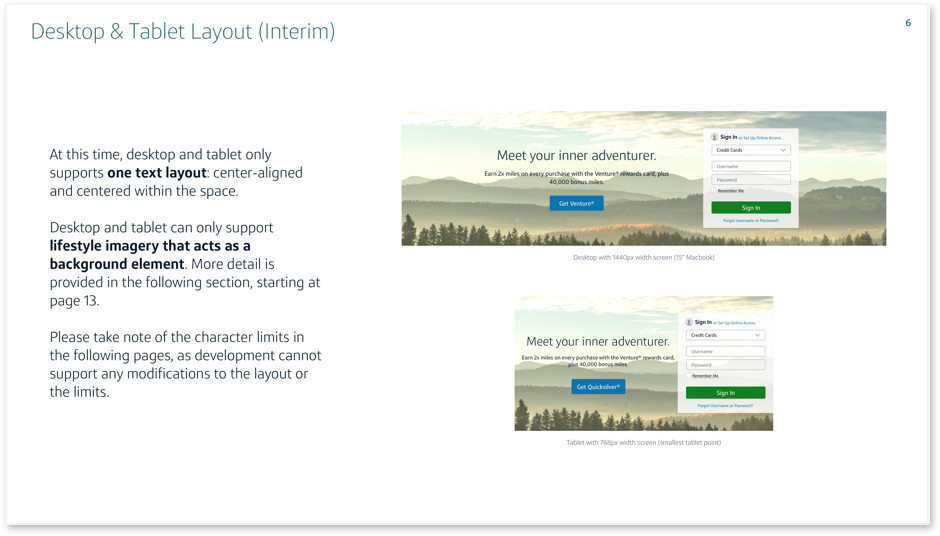 Desktop & Tablet Layout (Interim)
6
At this time, desktop and tablet only
supports one text layout: center-aligned
and centered within the space.
Desktop and tablet can only support
lifestyle imagery that acts as a
background element. More detail is
provided in the following section, starting at
page 13.
Please take note of the character limits in
the following pages, as development cannot
support any modifications to the layout or
the limits.
Meet your inner adventurer.
Earn 2x miles on every purchase with the Venture® rewards card, plus
40,000 bonus miles.
Get Venture®
Sign In or Set Up Online Access
Credit Cards
Username
Password
Remember Me
Sign In
Forgot Username or Password?
Desktop with 1440px width screen (15" Macbook)
Meet your inner adventurer.
Earn 2x miles on every purchase with the Venture® rewards card,
plus 40,000 bonus miles.
Get Quicksilver®
Sign In or Set Up Online Access
Credit Cards
Username
Password
Remember Me
Sign In
Forgot Username or Password?
Tablet with 768px width screen (smallest tablet point)